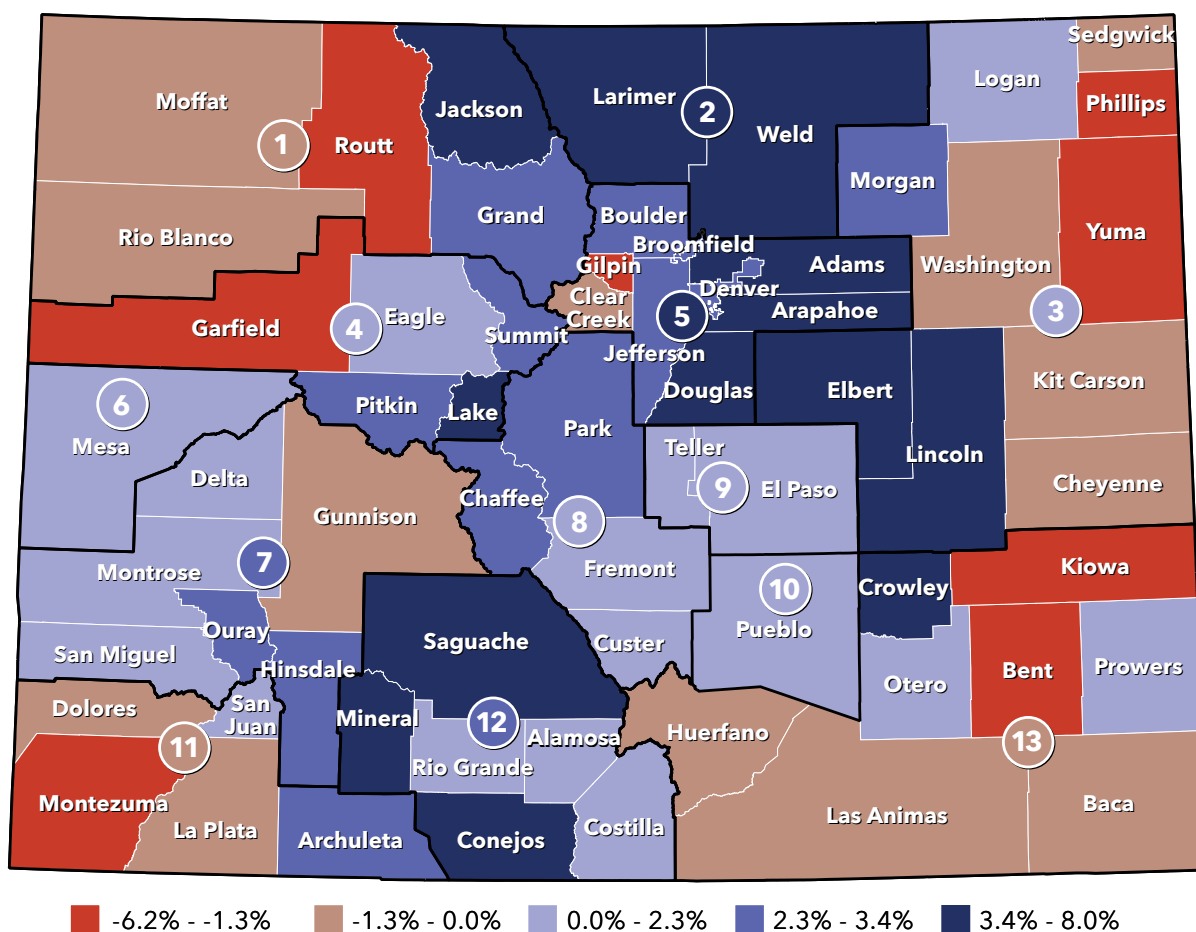 Sedgwick
Logan
Moffat
Larimer
Phillips
Jackson
2
Weld
1
Routt
Morgan
Grand
Boulder
Yuma
Rio Blanco
Broomfield
Gilpin
Adams
Washington
Denver
Clear
Creek
Arapahoe
3
Eagle
5
Garfield
4
Summit
Jefferson
Kit Carson
Douglas
Elbert
6
Pitkin
Lake
Park
Mesa
Teller
Lincoln
Delta
Cheyenne
9
El Paso
Chaffee
Gunnison
8
7
Montrose
Fremont
Kiowa
10
Crowley
Ouray
Pueblo
Saguache
Custer
San Miguel
Hinsdale
Bent
Prowers
Otero
San
Juan
Dolores
Mineral
12
Huerfano
Alamosa
11
13
Rio Grande
Montezuma
Baca
Las Animas
La Plata
Costilla
Archuleta
Conejos
-6.2% - -1.3%
-1.3% - 0.0%
0.0% - 2.3%
2.3% - 3.4%
3.4% - 8.0%